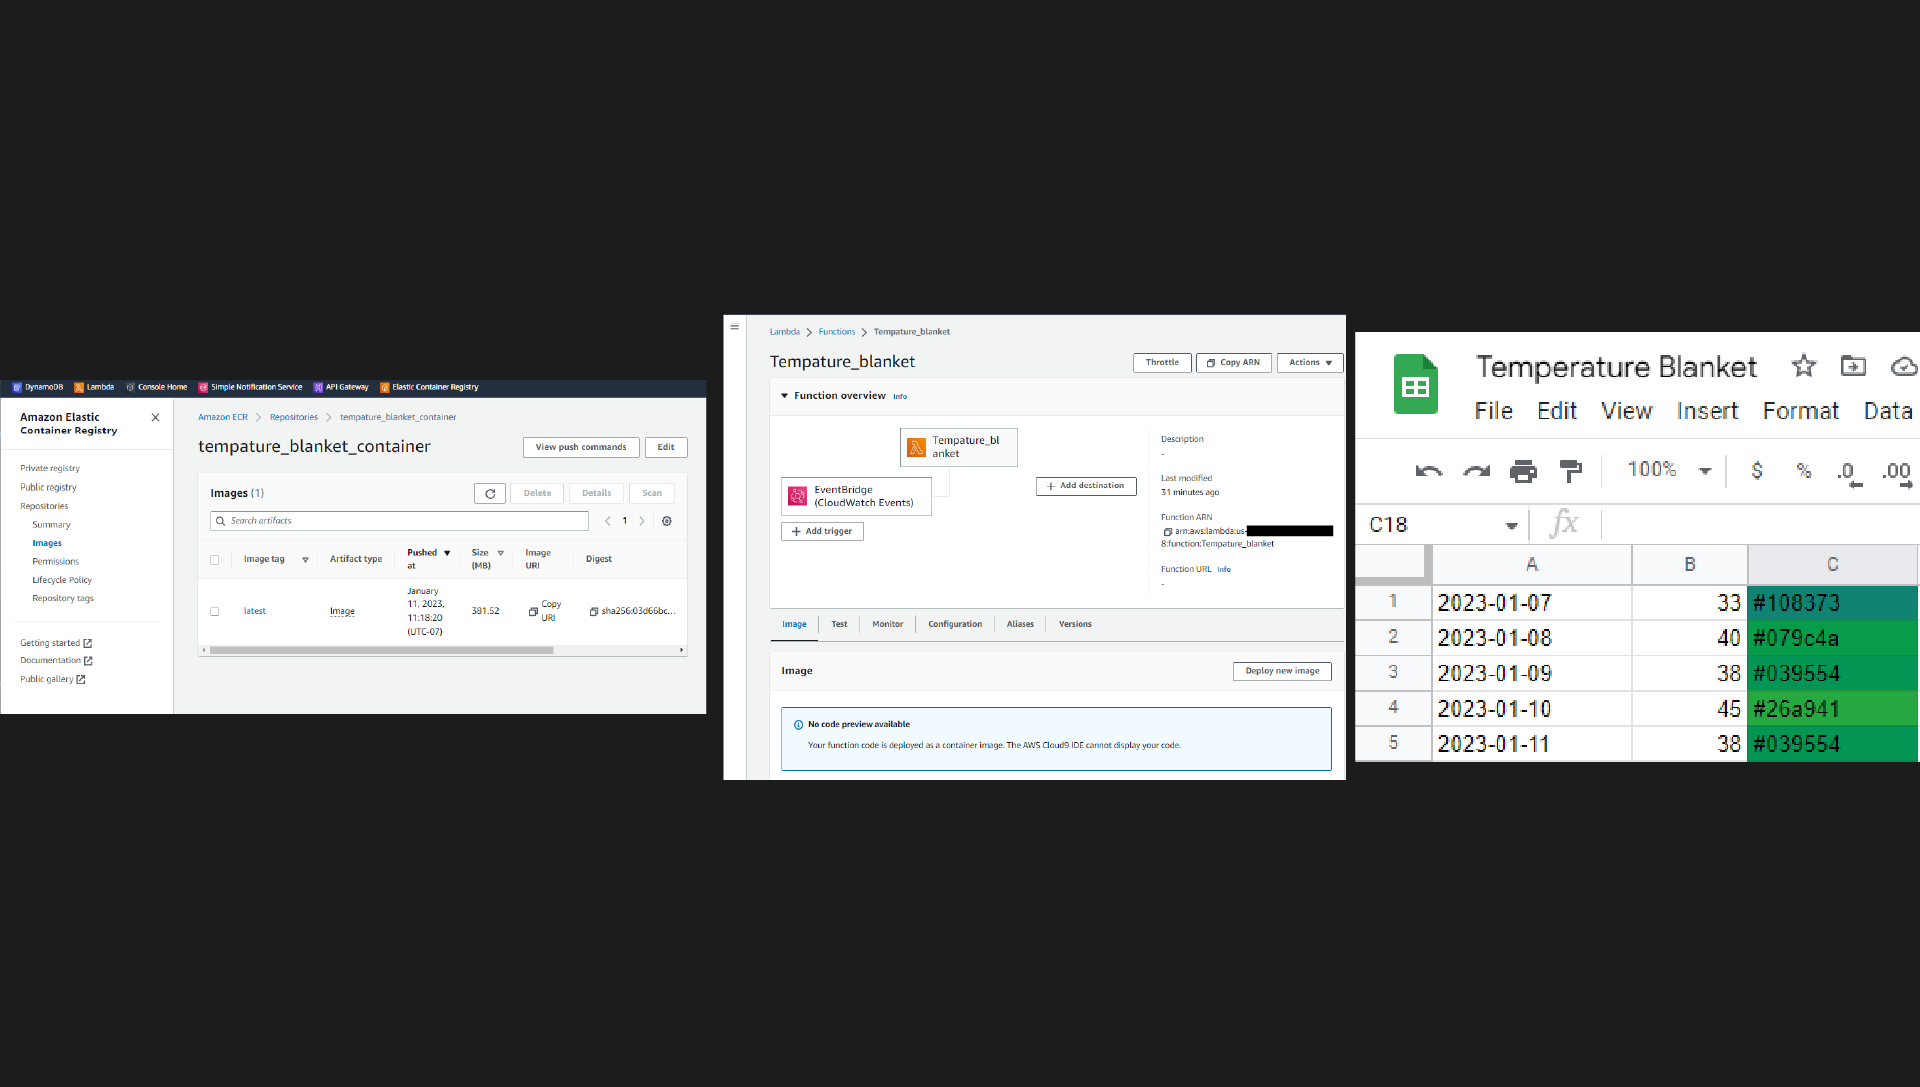 DynamoDB Lambda Console Home Simple Notification Service API Gateway Elastic Container Registry
Amazon Elastic
Container Registry
Private registry
Public registry
Repositories
Summary
Images
Permissions
Lifecycle Policy
Repository tags
Getting started
Documentation
Public gallery
Amazon ECR Repositories tempature_blanket_container
tempature_blanket_container
View push commands Edit
Images (1)
Delete Details Scan
Search artifacts
1
Image tag Artifact type Pushed at Size (MB) Image URI Digest
latest Image January 11, 2023, 11:18:20 (UTC-07) 381.52 Copy URI sha256:03d66bc...
Lambda Functions Tempature_blanket
Tempature_blanket
Throttle Copy ARN Actions
Function overview Info
Tempature_bl
anket
EventBridge
(CloudWatch Events)
Add trigger
Add destination
Description
-
Last modified
31 minutes ago
Function ARN
arn:aws:lambda:us-
8:function:Tempature_blanket
Function URL Info
-
Image Test Monitor Configuration Aliases Versions
Image
Deploy new image
No code preview available
Your function code is deployed as a container image. The AWS Cloud9 IDE cannot display your code.
Temperature Blanket
File Edit View Insert Format Data
100% $ % .0 .00
C18 fx
A B C
1 2023-01-07 33 #108373
2 2023-01-08 40 #079c4a
3 2023-01-09 38 #039554
4 2023-01-10 45 #26a941
5 2023-01-11 38 #039554